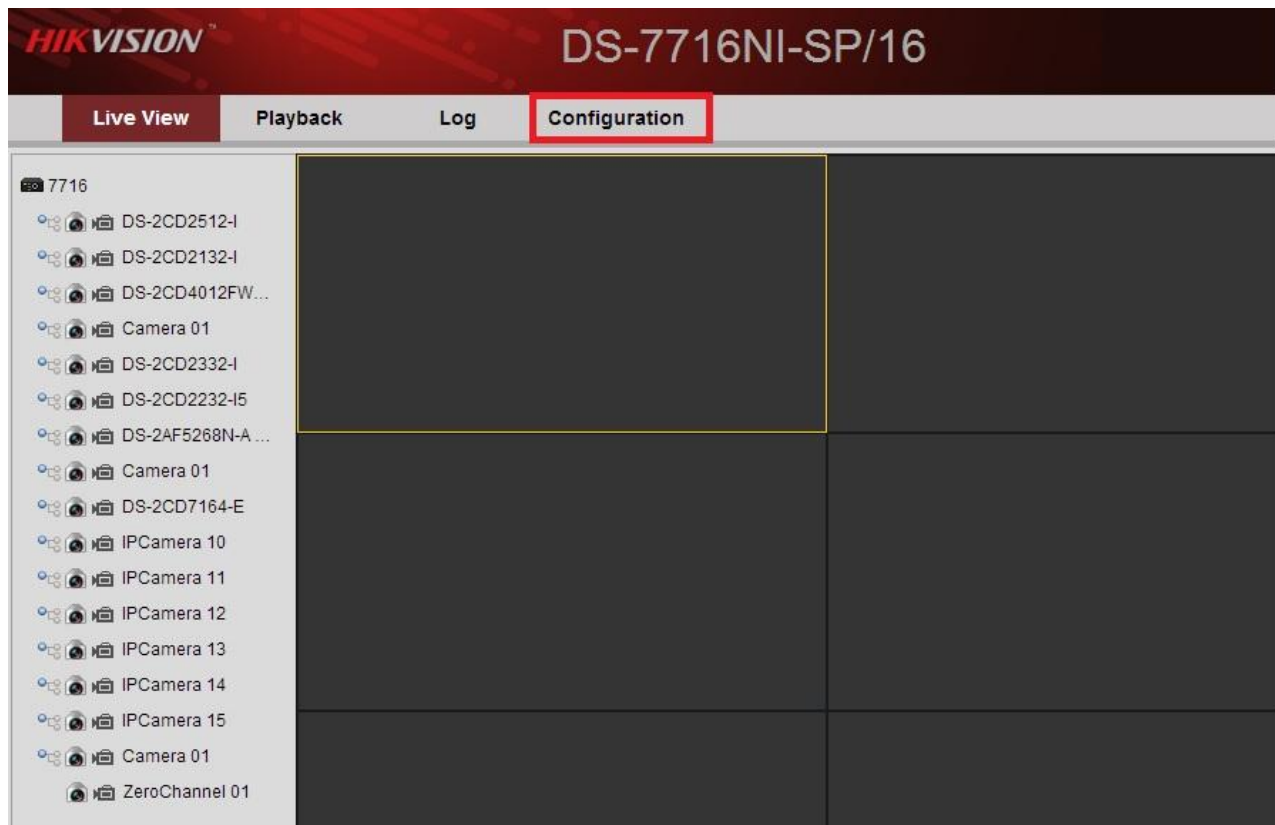 HIKVISION™
DS-7716NI-SP/16
Live View Playback Log Configuration
7716
DS-2CD2512-I
DS-2CD2132-I
DS-2CD4012FW...
Camera 01
DS-2CD2332-I
DS-2CD2232-I5
DS-2AF5268N-A ...
Camera 01
DS-2CD7164-E
IPCamera 10
IPCamera 11
IPCamera 12
IPCamera 13
IPCamera 14
IPCamera 15
Camera 01
ZeroChannel 01